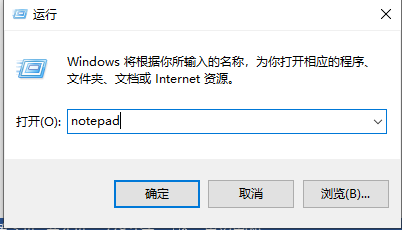 运行
Windows 将根据你所输入的名称，为你打开相应的程序、
文件夹、文档或 Internet 资源。
打开(O): notepad
确定 取消 浏览(B)...